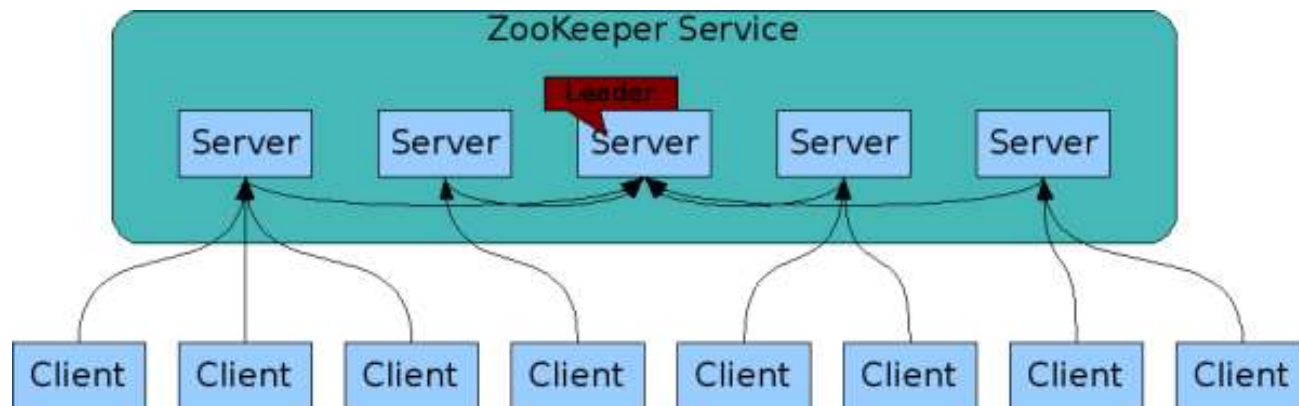 ZooKeeper Service
Leader
Server Server Server Server Server
Client Client Client Client Client Client Client Client